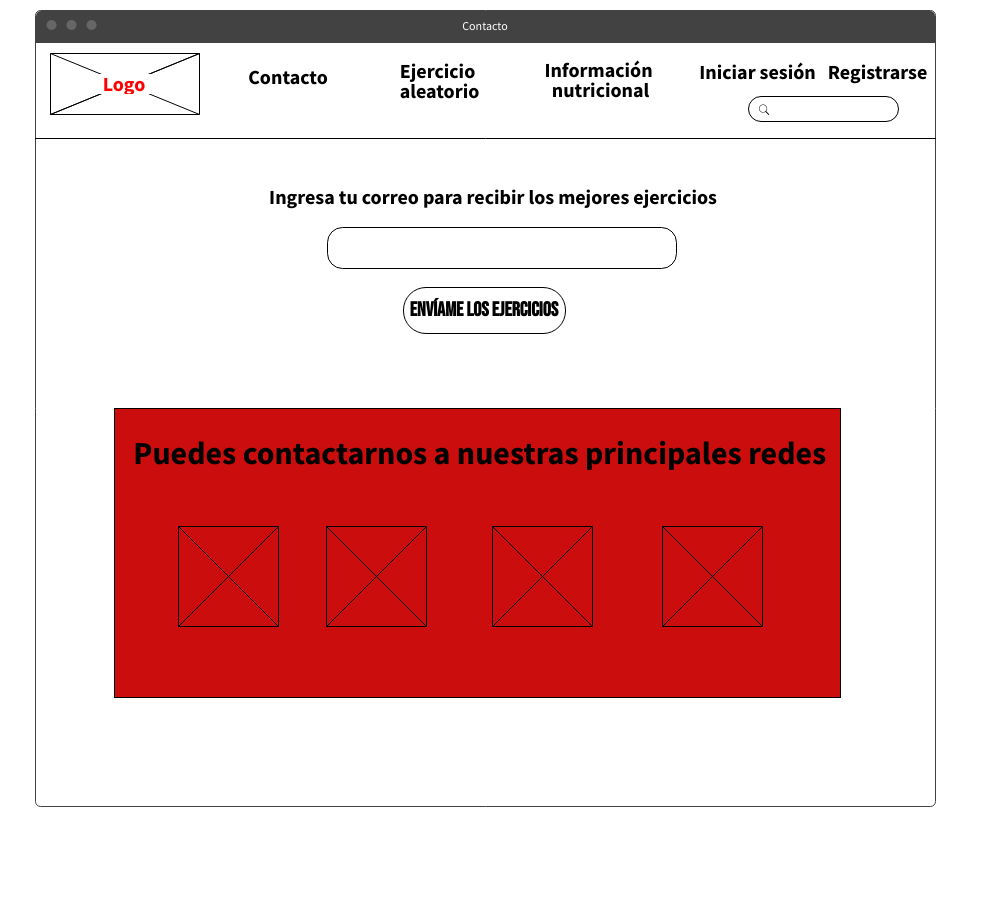 Contacto
Logo
Contacto
Ejercicio
aleatorio
Información
nutricional
Iniciar sesión
Registrarse
Ingresa tu correo para recibir los mejores ejercicios
ENVÍAME LOS EJERCICIOS
Puedes contactarnos a nuestras principales redes